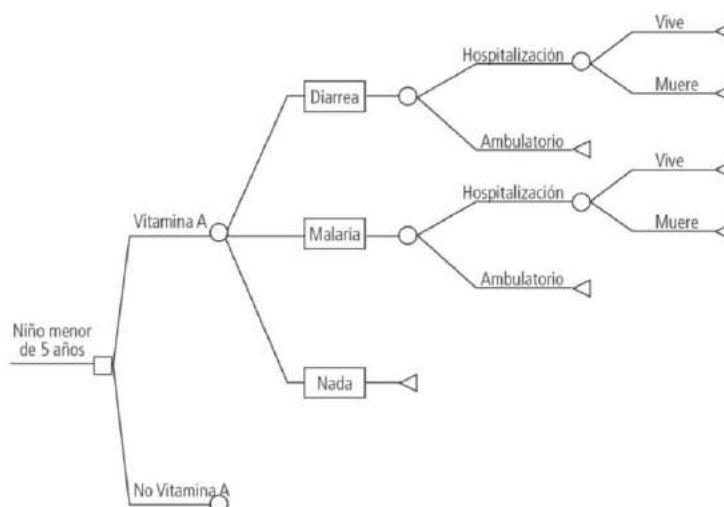 Vive
Hospitalización
Muere
Diarrea
Ambulatorio
Vive
Hospitalización
Muere
Vitamina A
Malaria
Ambulatorio
Niño menor
de 5 años
Nada
No Vitamina A